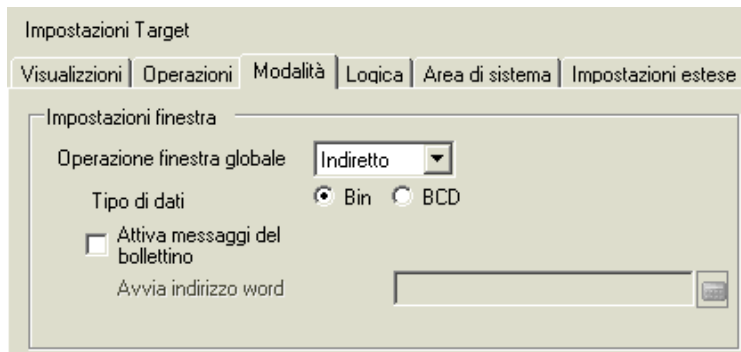 Impostazioni Target
Visualizzioni Operazioni Modalità Logica Area di sistema Impostazioni estese
Impostazioni finestra
Operazione finestra globale Indiretto
Tipo di dati Bin BCD
Attiva messaggi del
bollettino
Avvia indirizzo word